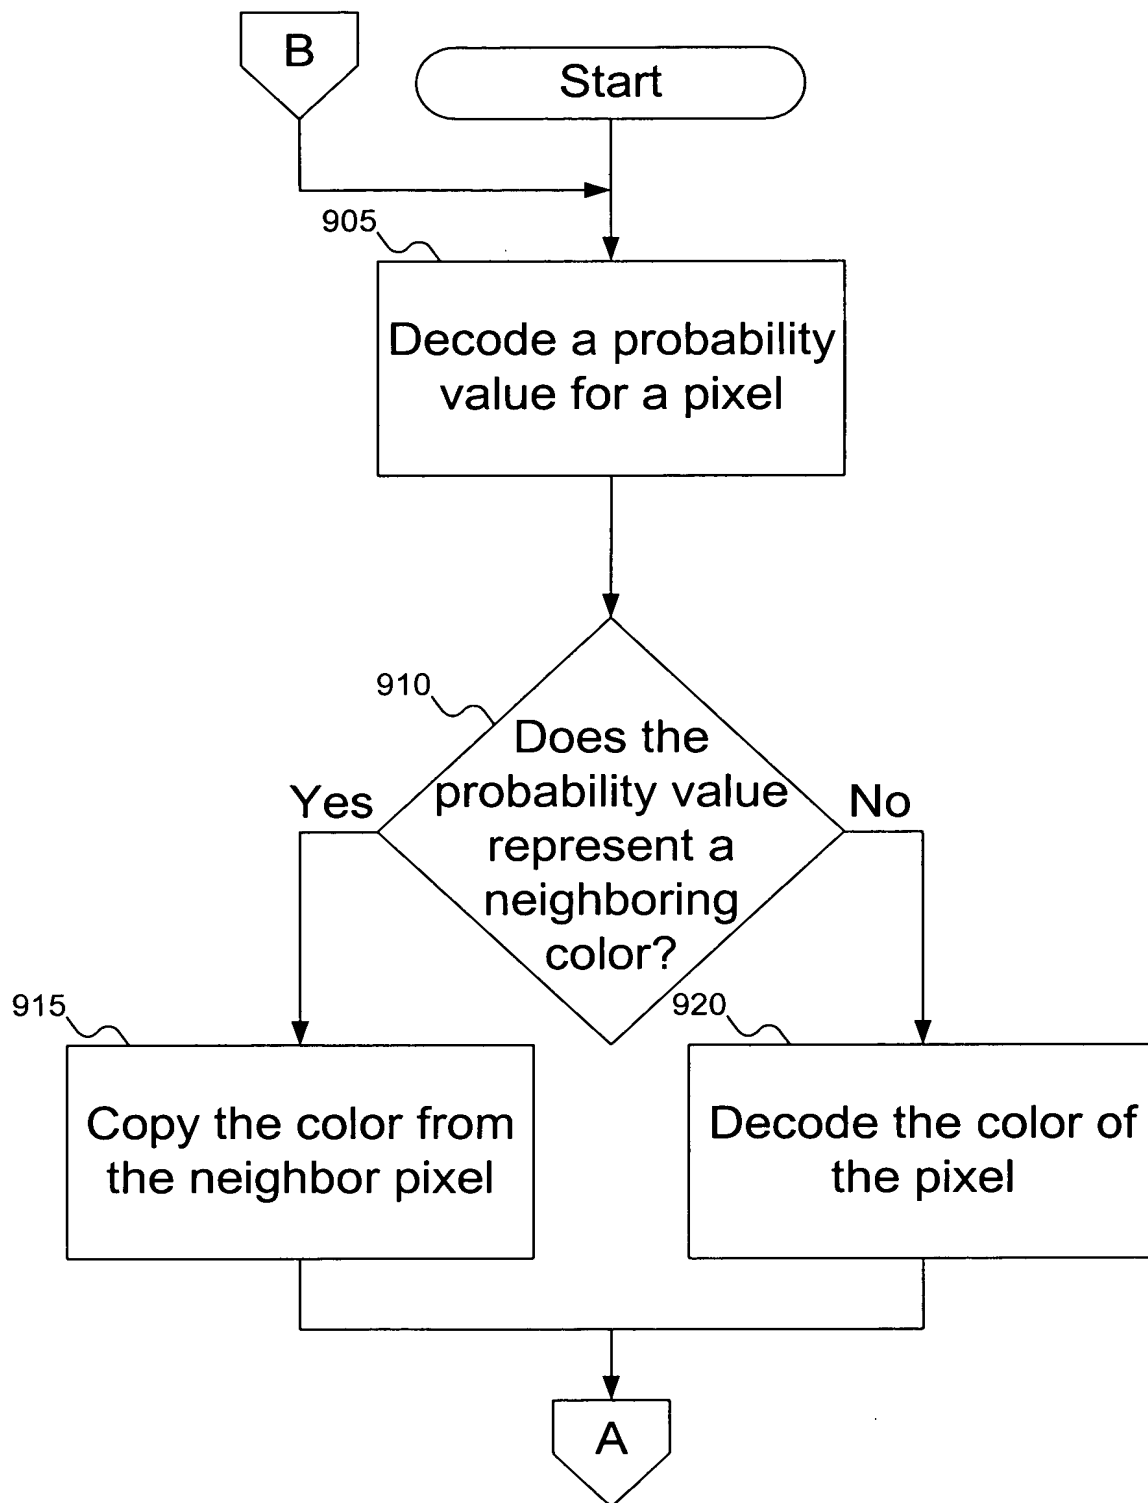 B
Start
905
Decode a probability
value for a pixel
910
Does the
probability value
represent a
neighboring
color?
Yes
No
915
Copy the color from
the neighbor pixel
920
Decode the color of
the pixel
A